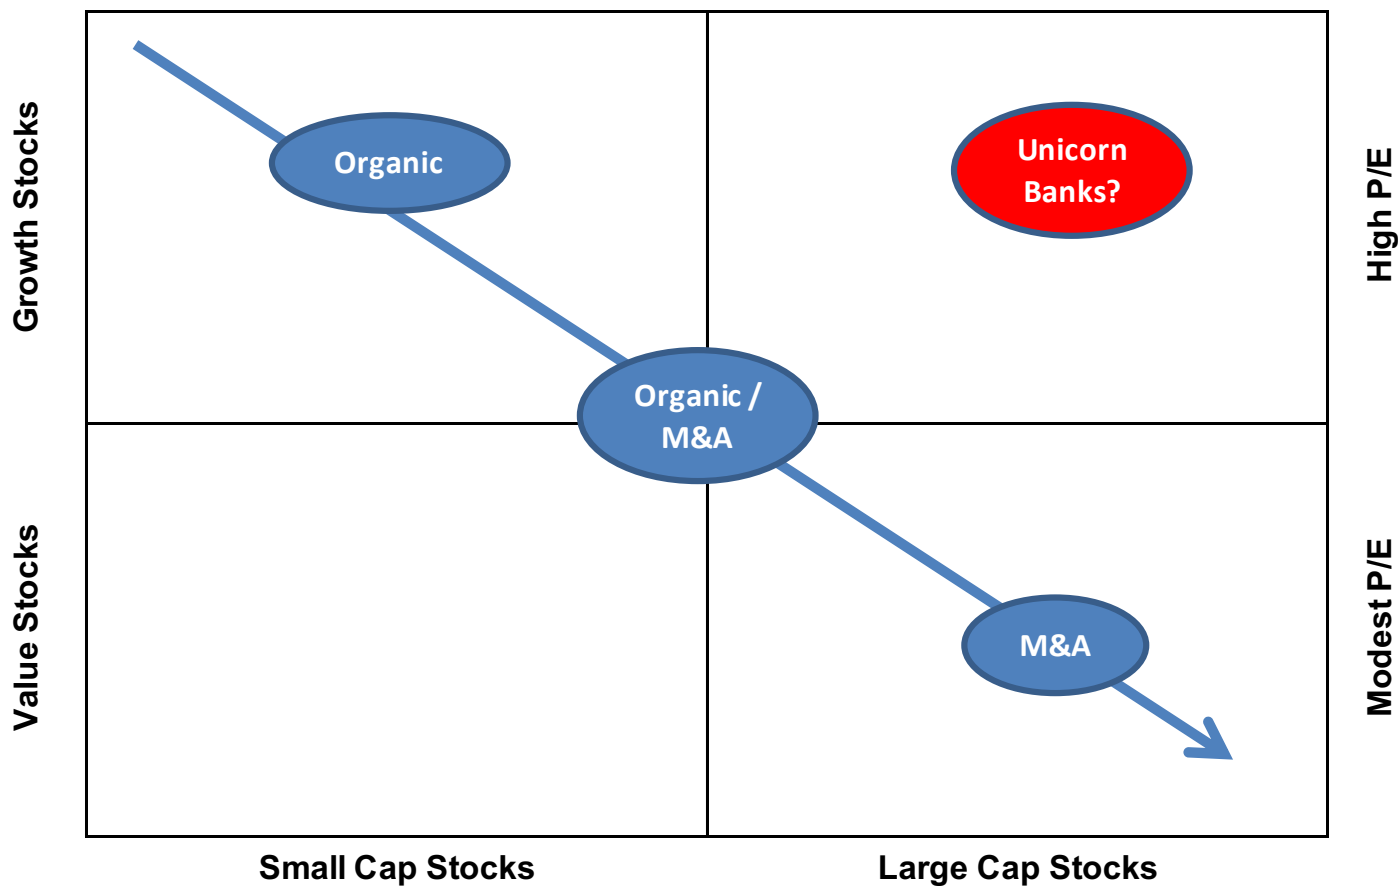 Growth Stocks
Organic
Unicorn
Banks?
High P/E
Organic /
M&A
Value Stocks
M&A
Modest P/E
Small Cap Stocks
Large Cap Stocks